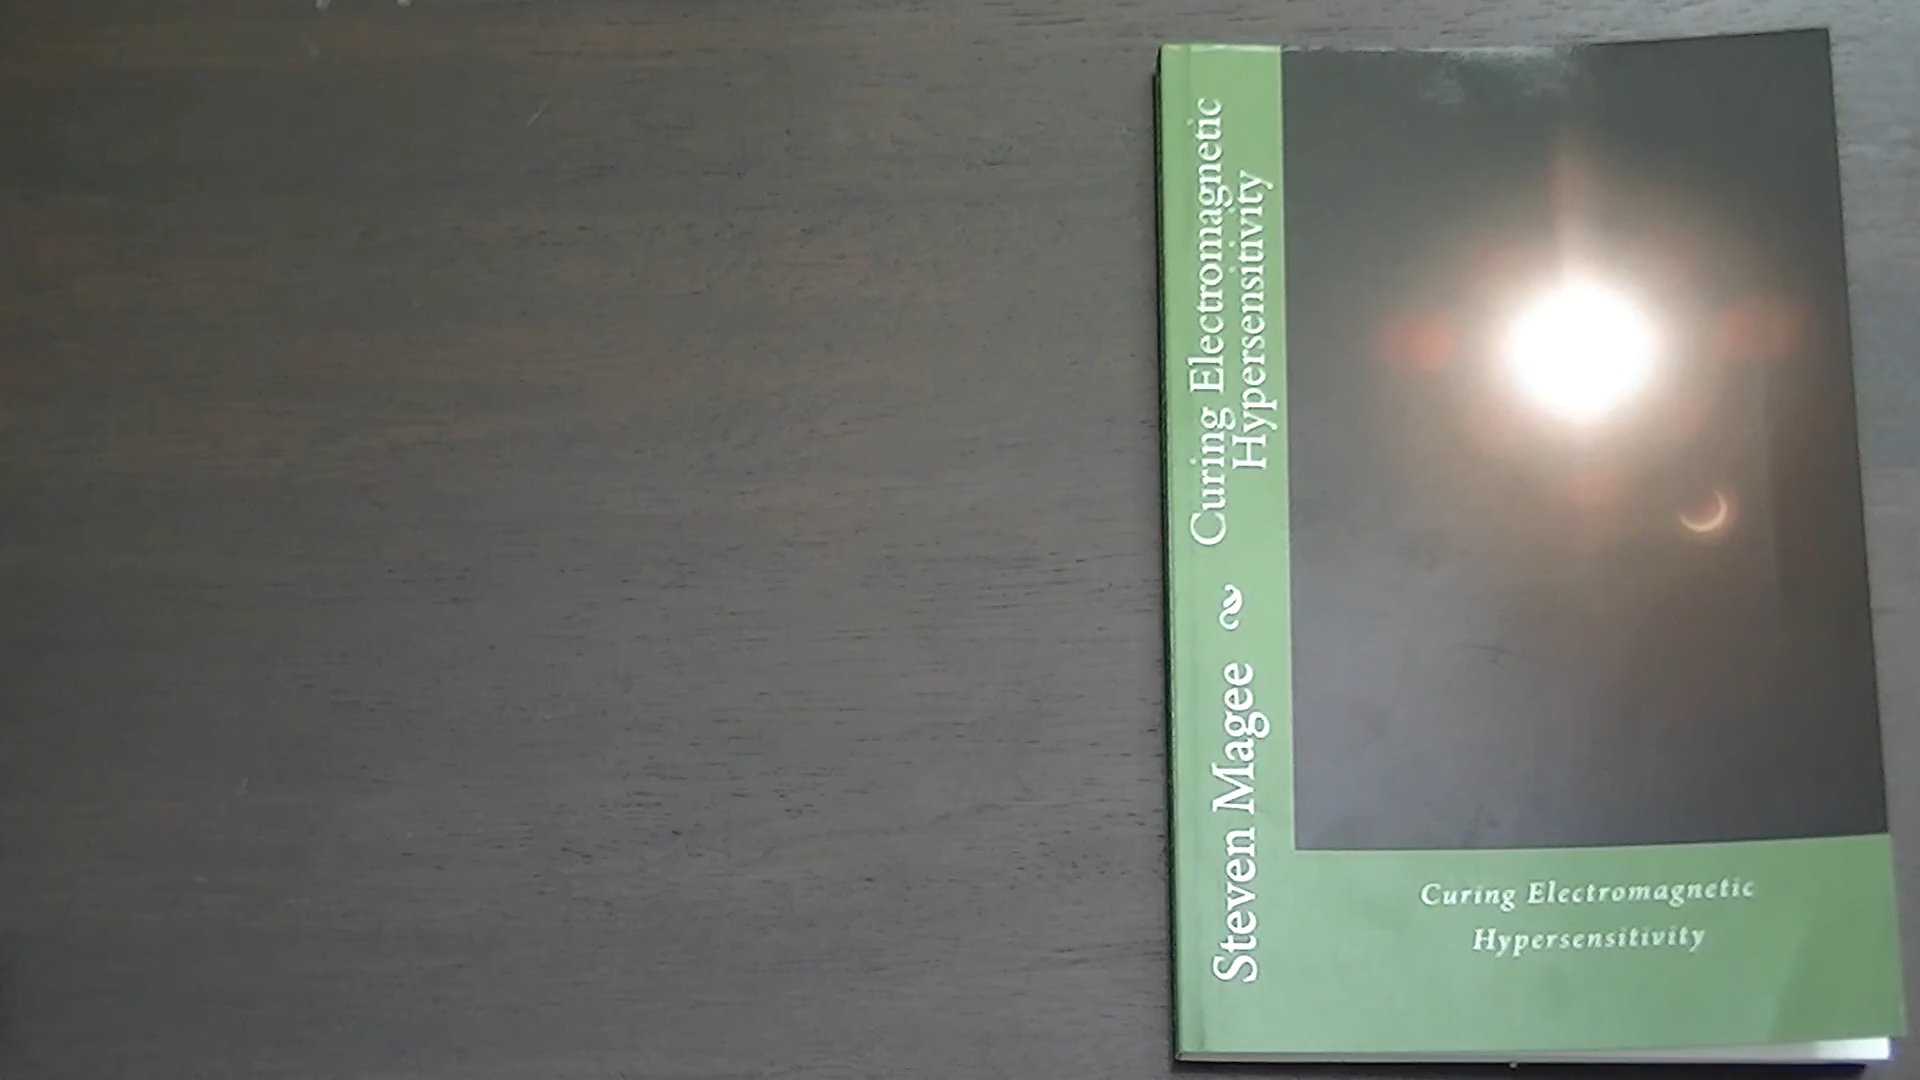 Curing Electromagnetic
Hypersensitivity
Steven Magee
Curing Electromagnetic
Hypersensitivity